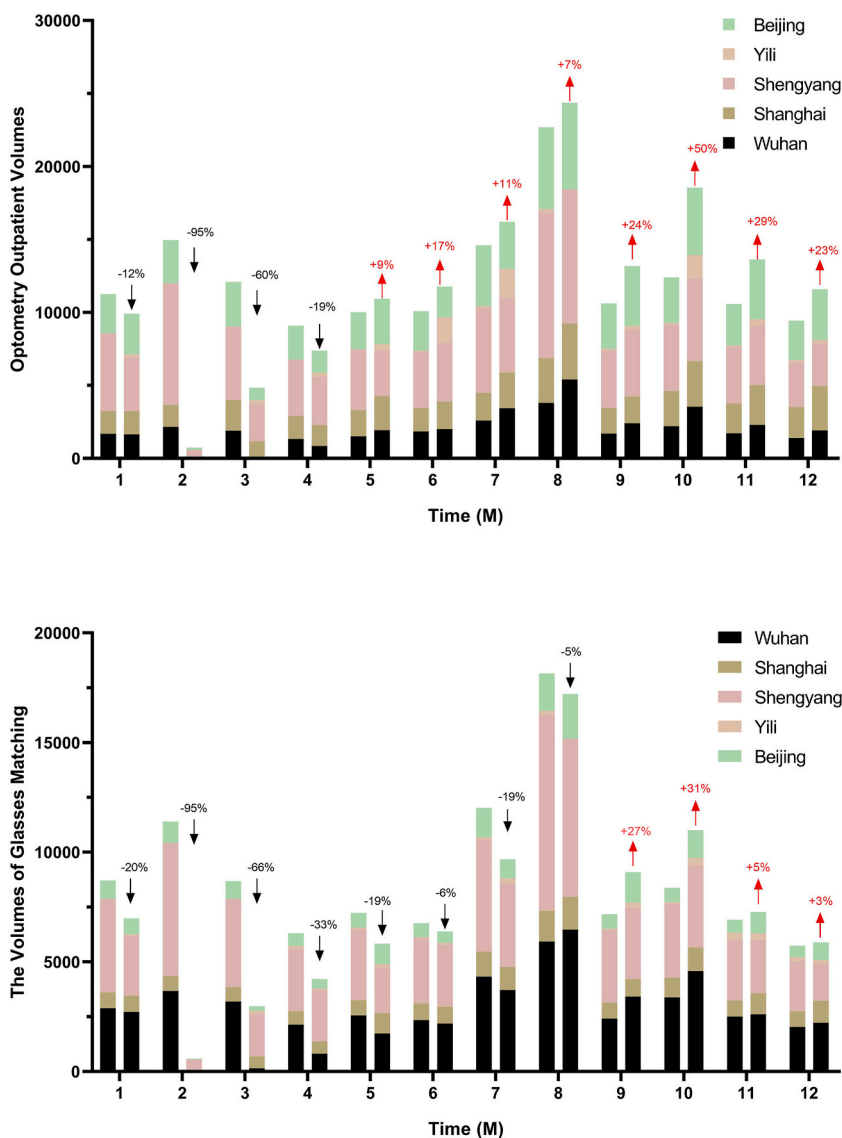 Optometry Outpatient Volumes
30000
20000
10000
0
Beijing
Yili
Shengyang
Shanghai
Wuhan
-12%
-95%
-60%
-19%
+9%
+17%
+11%
+7%
+24%
+50%
+29%
+23%
1 2 3 4 5 6 7 8 9 10 11 12
Time (M)
The Volumes of Glasses Matching
20000
15000
10000
5000
0
Wuhan
Shanghai
Shengyang
Yili
Beijing
-20%
-95%
-66%
-33%
-19%
-6%
-19%
-5%
+27%
+31%
+5%
+3%
1 2 3 4 5 6 7 8 9 10 11 12
Time (M)